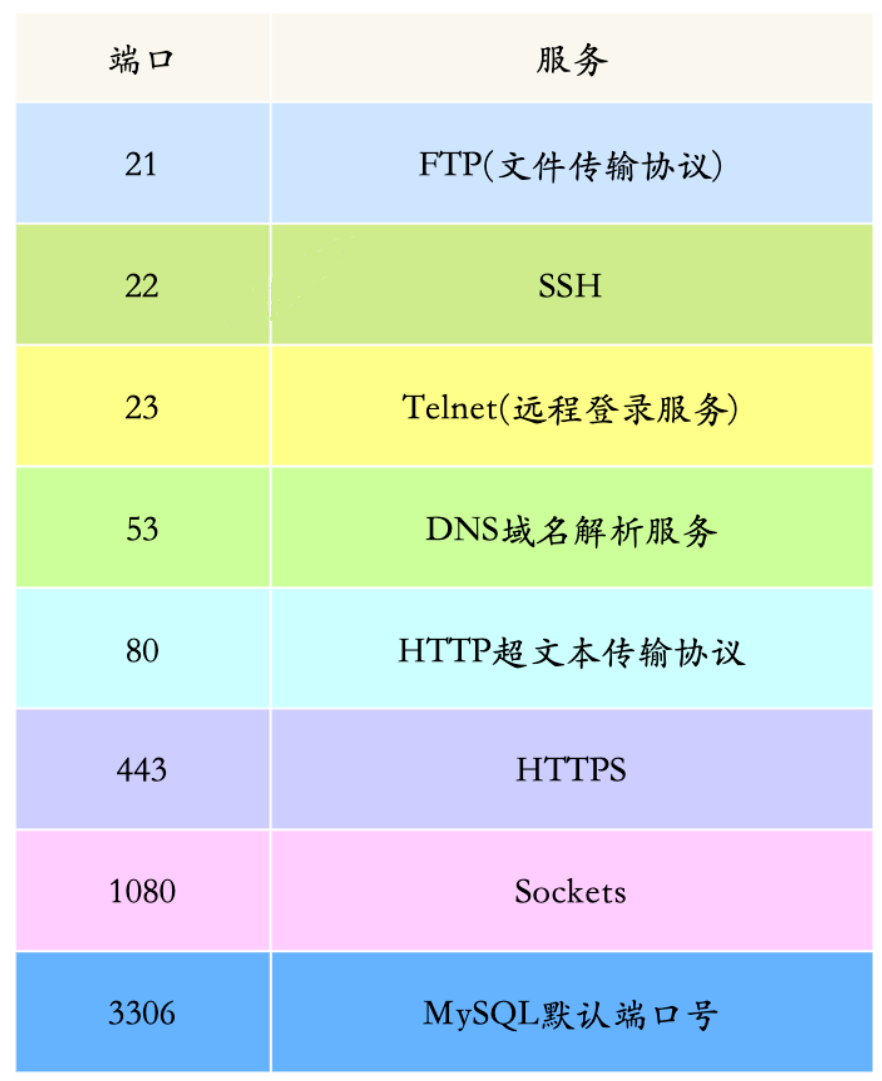 端口 服务
21 FTP(文件传输协议)
22 SSH
23 Telnet(远程登录服务)
53 DNS域名解析服务
80 HTTP超文本传输协议
443 HTTPS
1080 Sockets
3306 MySQL默认端口号